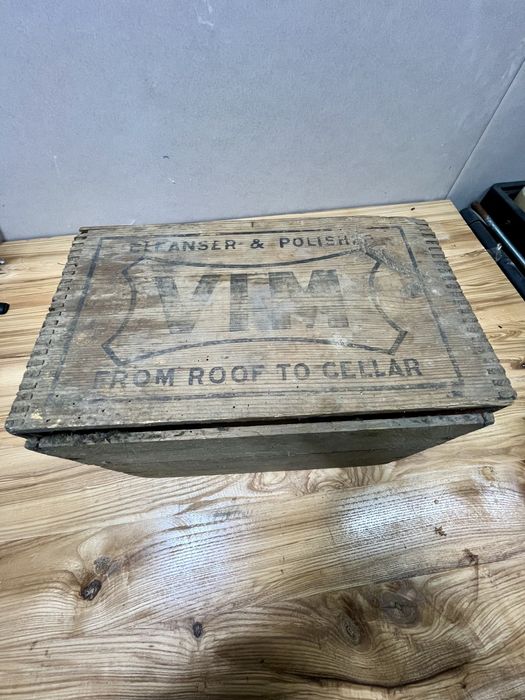 CLEANSER & POLISHER
VIM
FROM ROOF TO CELLAR